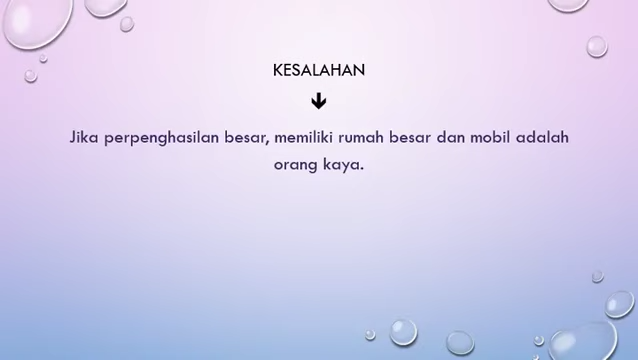 KESALAHAN
Jika perpenghasilan besar, memiliki rumah besar dan mobil adalah
orang kaya.